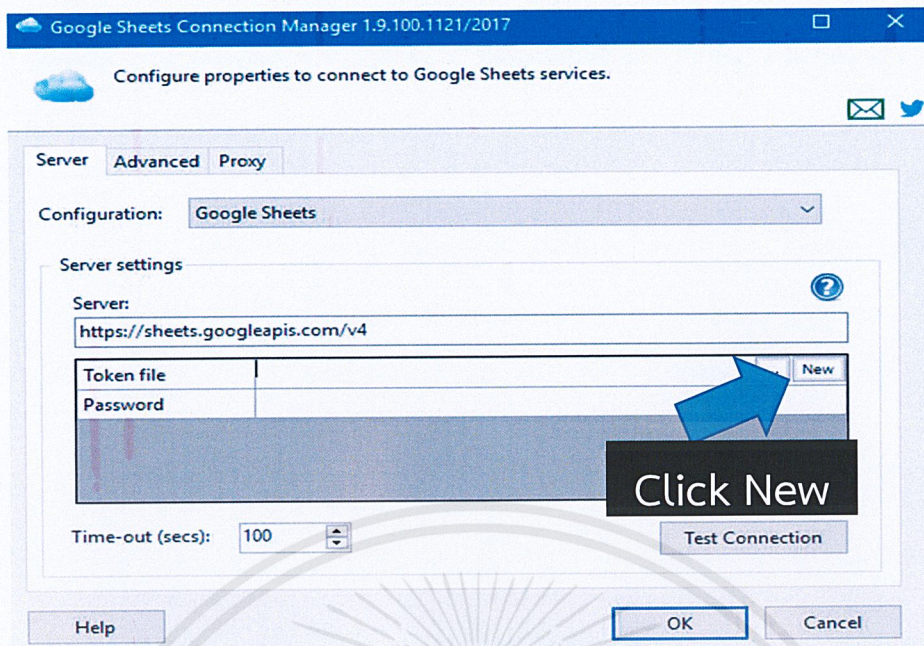 Google Sheets Connection Manager 1.9.100.1121/2017
Configure properties to connect to Google Sheets services.
Server Advanced Proxy
Configuration: Google Sheets
Server settings
Server:
https://sheets.googleapis.com/v4
Token file New
Password
Click New
Time-out (secs): 100 Test Connection
Help OK Cancel